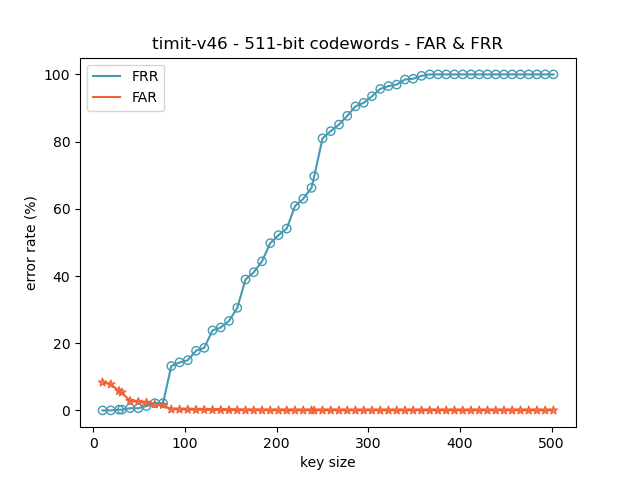 timit-v46 - 511-bit codewords - FAR & FRR
FRR
FAR
error rate (%)
100
80
60
40
20
0
0 100 200 300 400 500
key size